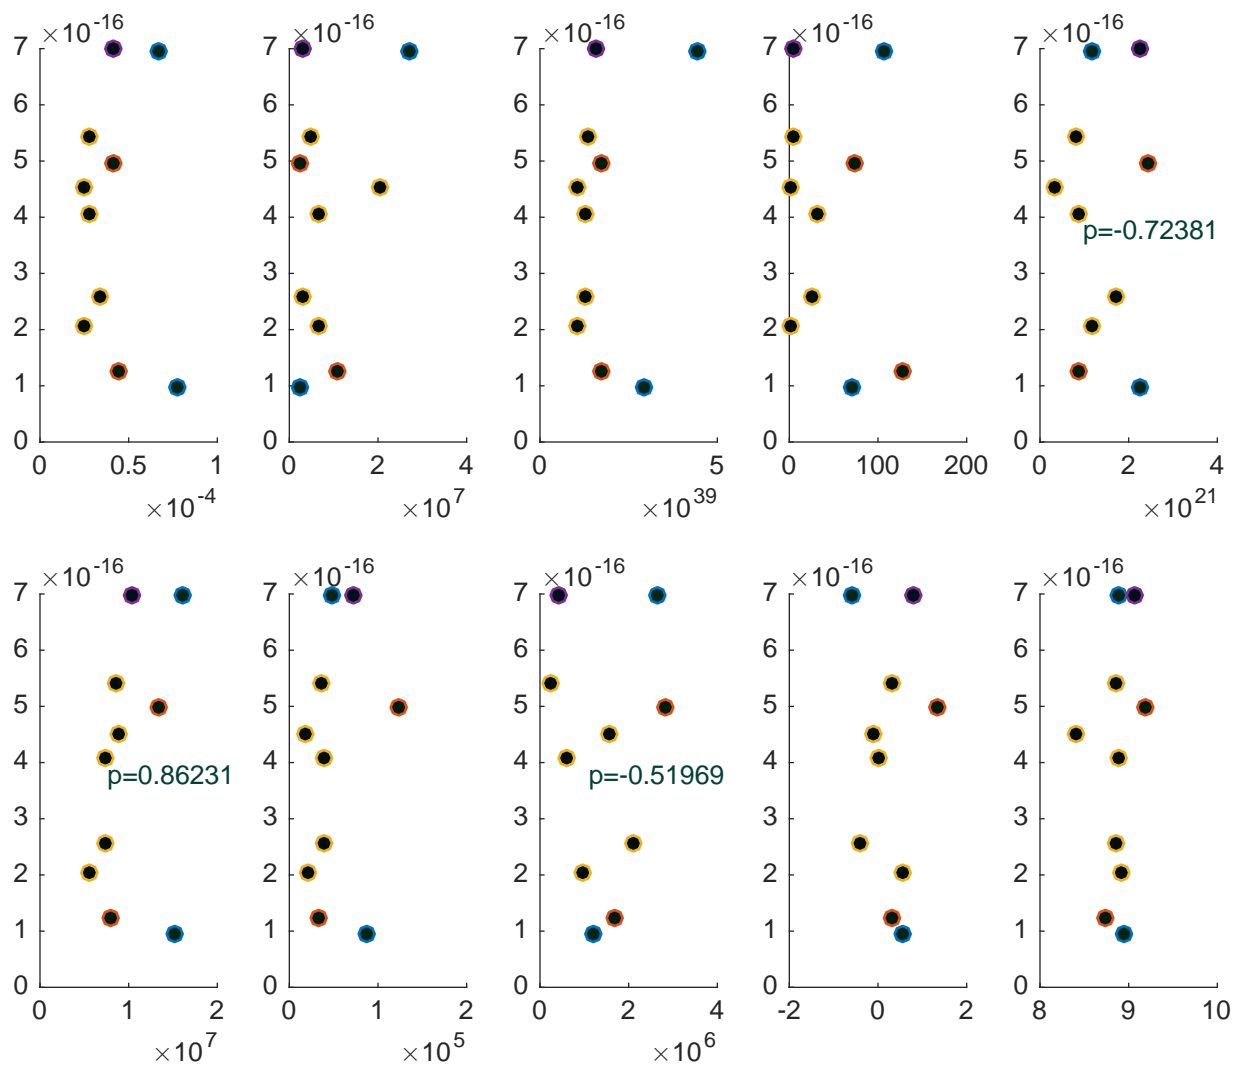 ×10^-16 ×10^-16 ×10^-16 ×10^-16 ×10^-16
7 7 7 7 7
6 6 6 6 6
5 5 5 5 5
4 4 4 4 4
p=-0.72381
3 3 3 3 3
2 2 2 2 2
1 1 1 1 1
0 0 0 0 0
0 0.5 1 0 2 4 0 5 0 100 200 0 2 4
×10^-4 ×10^7 ×10^39 ×10^21
×10^-16 ×10^-16 ×10^-16 ×10^-16 ×10^-16
7 7 7 7 7
6 6 6 6 6
5 5 5 5 5
4 4 4 4 4
p=0.86231 p=-0.51969
3 3 3 3 3
2 2 2 2 2
1 1 1 1 1
0 0 0 0 0
0 1 2 0 1 2 0 2 4 -2 0 2 8 9 10
×10^7 ×10^5 ×10^6